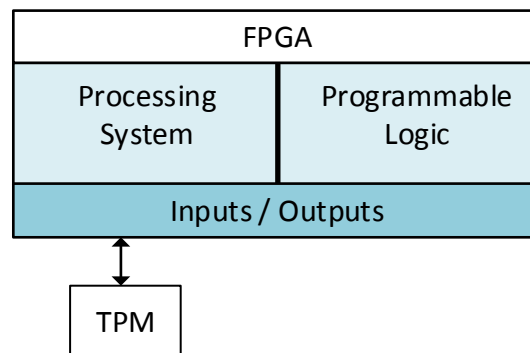 FPGA
Processing
System
Programmable
Logic
Inputs / Outputs
TPM